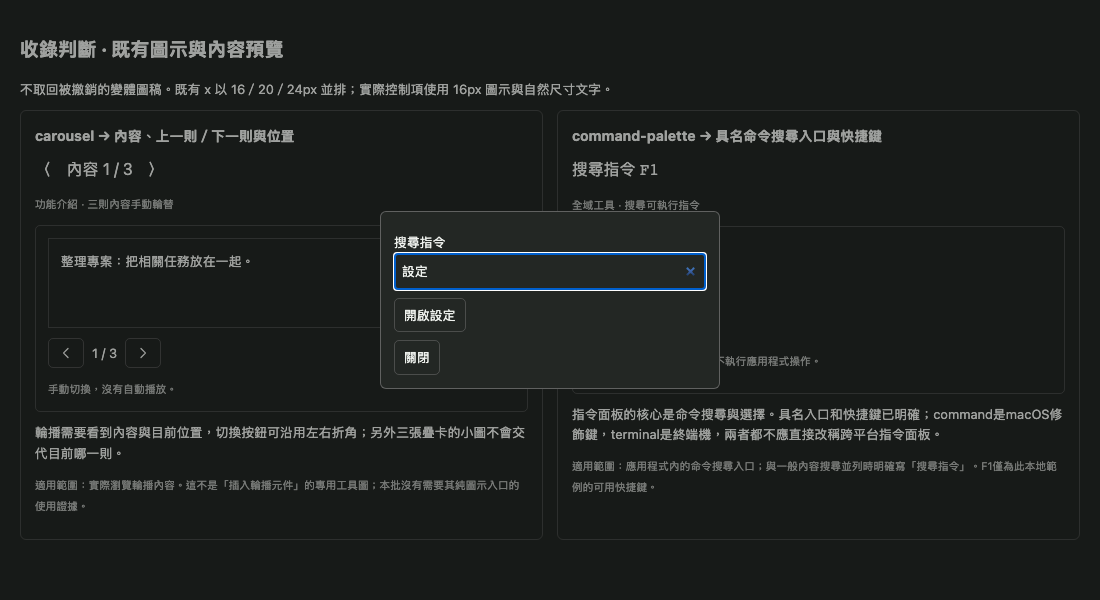 收錄判斷 · 既有圖示與內容預覽
不取回被撤銷的變體圖稿。既有 x 以 16 / 20 / 24px 並排；實際控制項使用 16px 圖示與自然尺寸文字。
carousel → 內容、上一則 / 下一則與位置
〈 內容 1 / 3 〉
功能介紹 · 三則內容手動輪替
整理專案：把相關任務放在一起。
1 / 3
手動切換，沒有自動播放。
輪播需要看到內容與目前位置，切換按鈕可沿用左右折角；另外三張疊卡的小圖不會交
代目前哪一則。
適用範圍：實際瀏覽輪播內容。這不是「插入輪播元件」的專用工具圖；本批沒有需要其純圖示入口的
使用證據。
command-palette → 具名命令搜尋入口與快捷鍵
搜尋指令 F1
全域工具 · 搜尋可執行指令
搜尋指令
設定
開啟設定
關閉
執行應用程式操作。
指令面板的核心是命令搜尋與選擇。具名入口和快捷鍵已明確；command是macOS修
飾鍵，terminal是終端機，兩者都不應直接改稱跨平台指令面板。
適用範圍：應用程式內的命令搜尋入口；與一般內容搜尋並列時明確寫「搜尋指令」。F1僅為此本地範
例的可用快捷鍵。